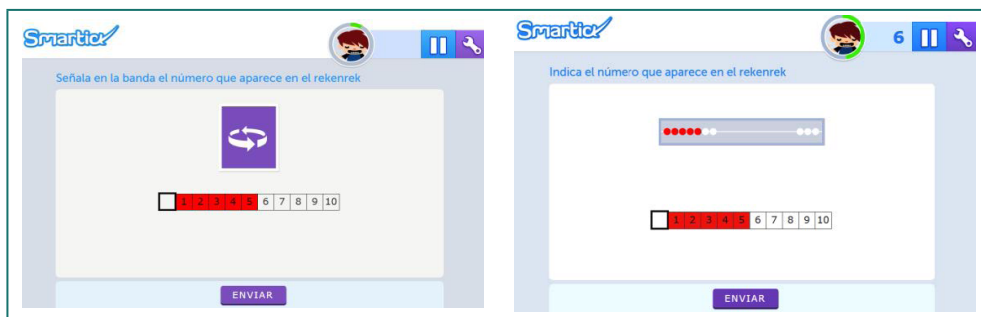 Smartick
Señala en la banda el número que aparece en el rekenrek
1 2 3 4 5 6 7 8 9 10
ENVIAR
Smartick
6
Indica el número que aparece en el rekenrek
1 2 3 4 5 6 7 8 9 10
ENVIAR